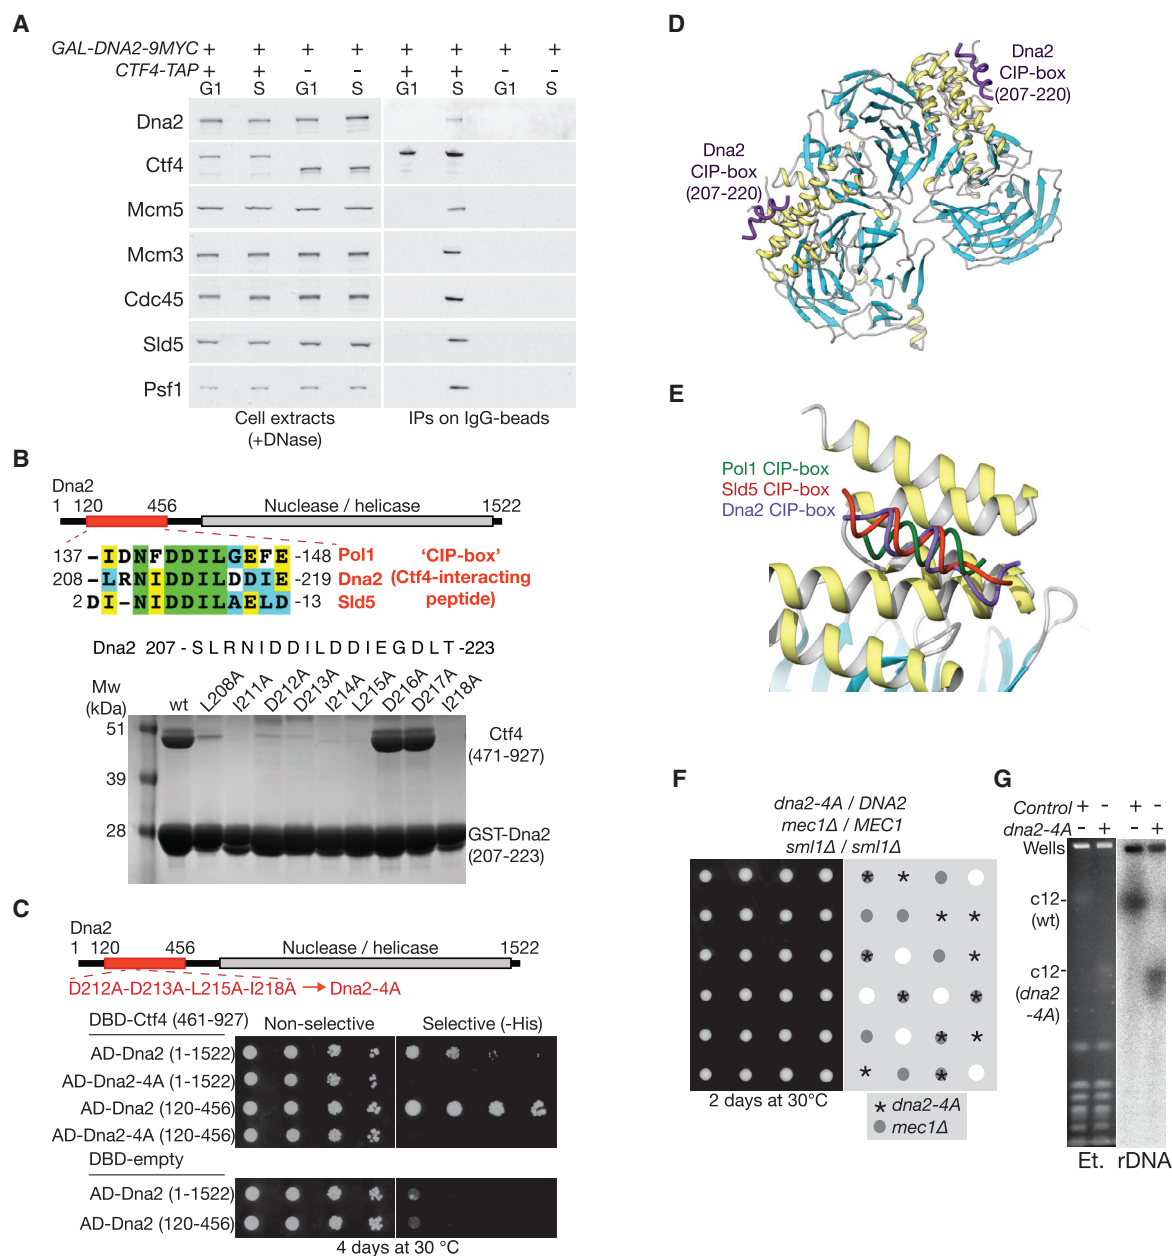 A
GAL-DNA2-9MYC + + + + + + + +
CTF4-TAP + + - - + + - -
G1 S G1 S G1 S G1 S
Dna2
Ctf4
Mcm5
Mcm3
Cdc45
Sld5
Psf1
Cell extracts
(+DNase)
IPs on IgG-beads
B
Dna2
1 120 456 Nuclease / helicase 1522
137 - I D N F D D I L G E F E -148 Pol1
208 - L R N I D D I L D D I E -219 Dna2
2 D I - N I D D I L A E L D -13 Sld5
'CIP-box'
(Ctf4-interacting
peptide)
Dna2 207 - S L R N I D D I L D D I E G D L T -223
Mw
(kDa)
wt L208A I211A D212A D213A I214A L215A D216A D217A I218A
51
39
28
Ctf4
(471-927)
GST-Dna2
(207-223)
C
Dna2
1 120 456 Nuclease / helicase 1522
D212A-D213A-L215A-I218A → Dna2-4A
DBD-Ctf4 (461-927) Non-selective Selective (-His)
AD-Dna2 (1-1522)
AD-Dna2-4A (1-1522)
AD-Dna2 (120-456)
AD-Dna2-4A (120-456)
DBD-empty
AD-Dna2 (1-1522)
AD-Dna2 (120-456)
4 days at 30 °C
D
Dna2
CIP-box
(207-220)
Dna2
CIP-box
(207-220)
E
Pol1 CIP-box
Sld5 CIP-box
Dna2 CIP-box
F
dna2-4A / DNA2
mec1Δ / MEC1
sml1Δ / sml1Δ
2 days at 30°C
* dna2-4A
mec1Δ
G
Control + - + -
dna2-4A - + - +
Wells
c12-
(wt)
c12-
(dna2
-4A)
Et. rDNA